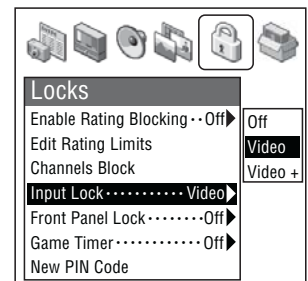 Locks
Enable Rating Blocking ·· Off
Edit Rating Limits
Channels Block
Input Lock ··········· Video
Front Panel Lock ········ Off
Game Timer ············ Off
New PIN Code
Off
Video
Video +